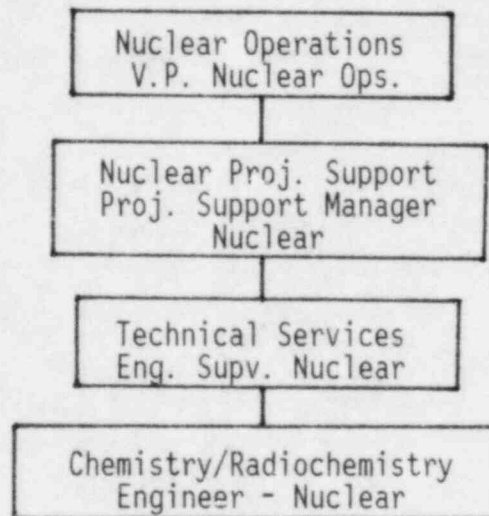 Nuclear Operations
V.P. Nuclear Ops.
Nuclear Proj. Support
Proj. Support Manager
Nuclear
Technical Services
Eng. Supv. Nuclear
Chemistry/Radiochemistry
Engineer - Nuclear